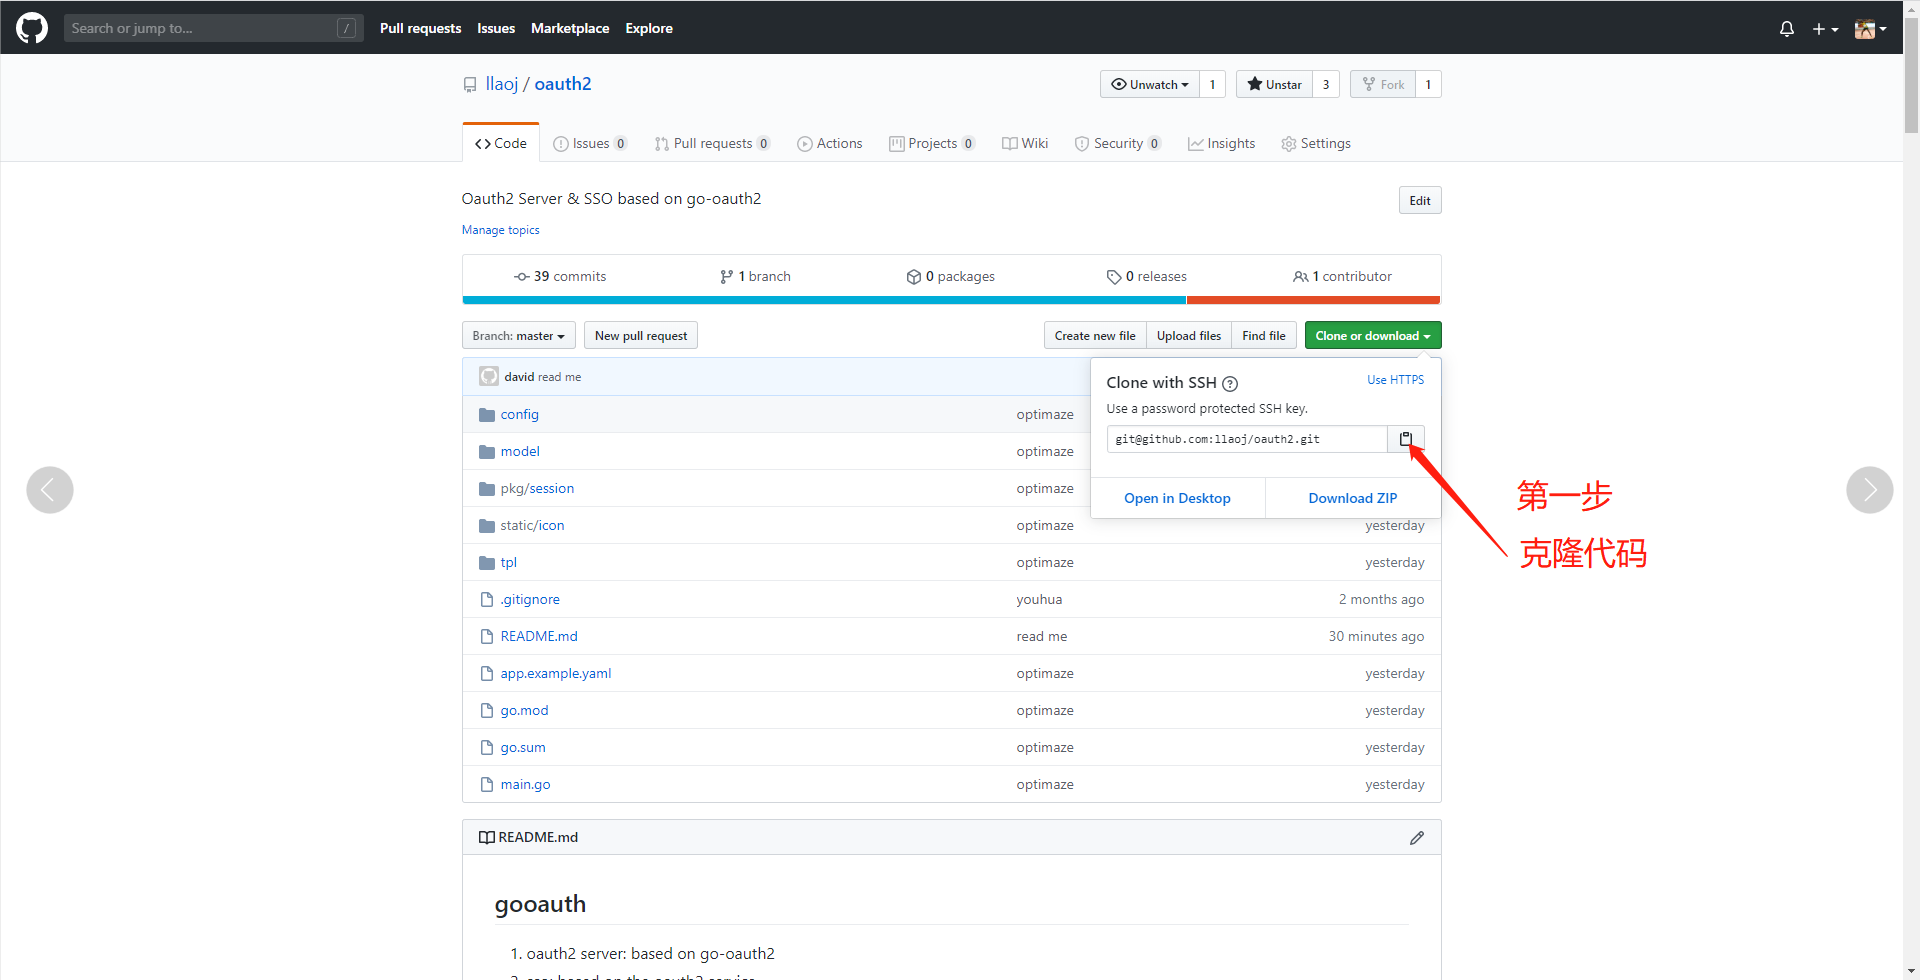 Search or jump to... /
Pull requests Issues Marketplace Explore
llaoj / oauth2
Unwatch 1 Unstar 3 Fork 1
Code Issues 0 Pull requests 0 Actions Projects 0 Wiki Security 0 Insights Settings
Oauth2 Server & SSO based on go-oauth2 Edit
Manage topics
39 commits 1 branch 0 packages 0 releases 1 contributor
Branch: master New pull request Create new file Upload files Find file Clone or download
david read me
Clone with SSH ? Use HTTPS
Use a password protected SSH key.
git@github.com:llaoj/oauth2.git
Open in Desktop Download ZIP
第一步
克隆代码
config optimaze
model optimaze
pkg/session optimaze
static/icon optimaze yesterday
tpl optimaze yesterday
.gitignore youhua 2 months ago
README.md read me 30 minutes ago
app.example.yaml optimaze yesterday
go.mod optimaze yesterday
go.sum optimaze yesterday
main.go optimaze yesterday
README.md
gooauth
1. oauth2 server: based on go-oauth2